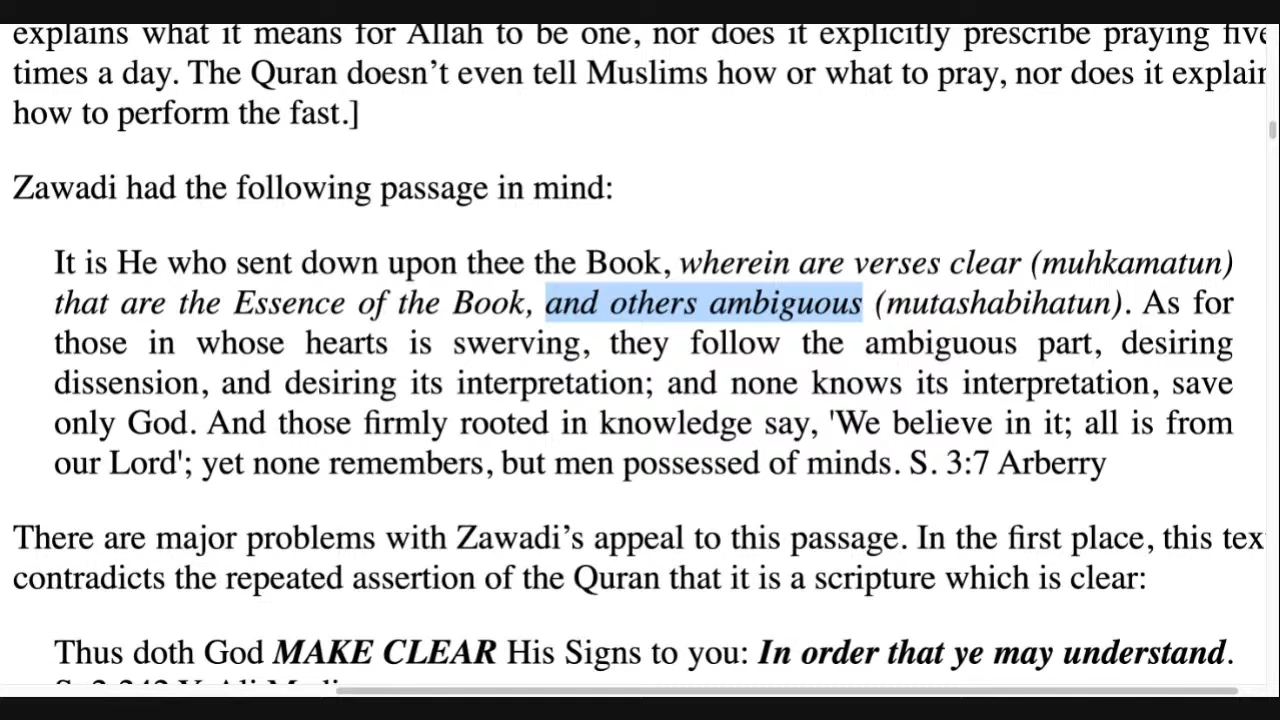 explains what it means for Allah to be one, nor does it explicitly prescribe praying five
times a day. The Quran doesn’t even tell Muslims how or what to pray, nor does it explain
how to perform the fast.]
Zawadi had the following passage in mind:
It is He who sent down upon thee the Book, wherein are verses clear (muhkamatun)
that are the Essence of the Book, and others ambiguous (mutashabihatun). As for
those in whose hearts is swerving, they follow the ambiguous part, desiring
dissension, and desiring its interpretation; and none knows its interpretation, save
only God. And those firmly rooted in knowledge say, 'We believe in it; all is from
our Lord'; yet none remembers, but men possessed of minds. S. 3:7 Arberry
There are major problems with Zawadi’s appeal to this passage. In the first place, this tex
contradicts the repeated assertion of the Quran that it is a scripture which is clear:
Thus doth God MAKE CLEAR His Signs to you: In order that ye may understand.